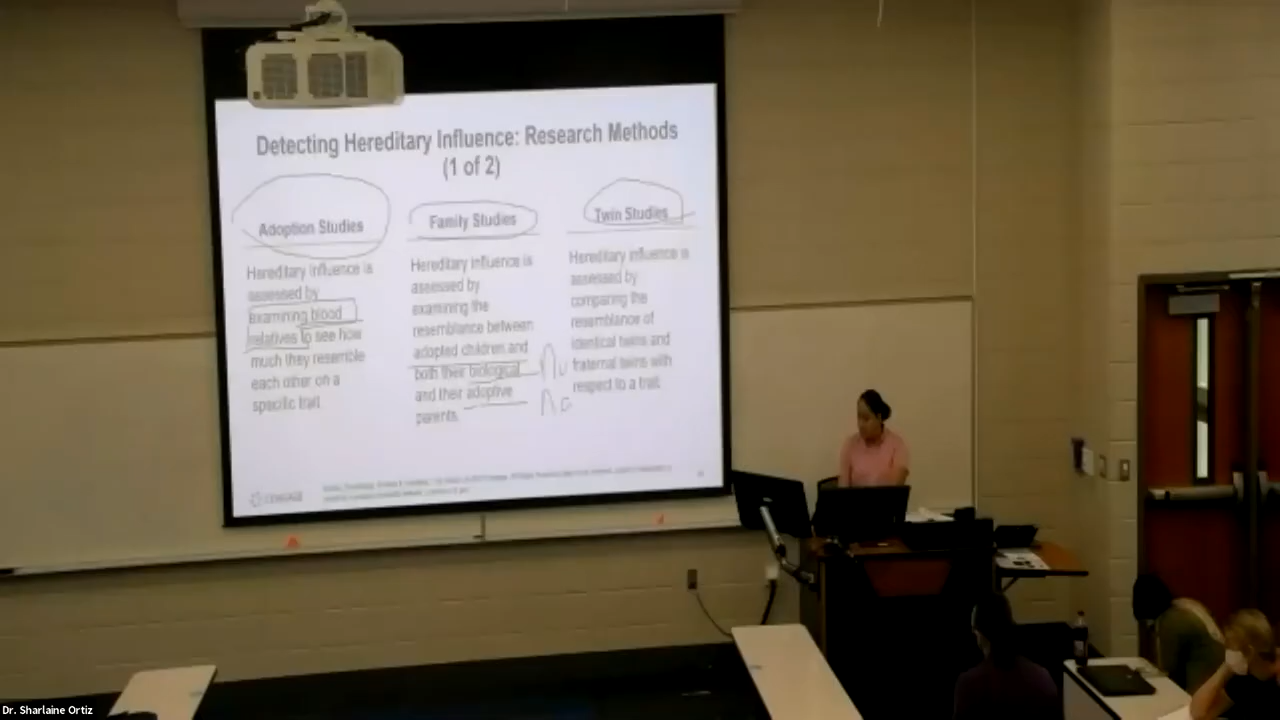 Detecting Hereditary Influence: Research Methods
(1 of 2)
Adoption Studies
Hereditary influence is
assessed by
examining blood
relatives to see how
much they resemble
each other on a
specific trait
Family Studies
Hereditary influence is
assessed by
examining the
resemblance between
adopted children and
both their biological
and their adoptive
parents
Twin Studies
Hereditary influence is
assessed by
comparing the
resemblance of
identical twins and
fraternal twins with
respect to a trait
CENGAGE
Dr. Sharlaine Ortiz